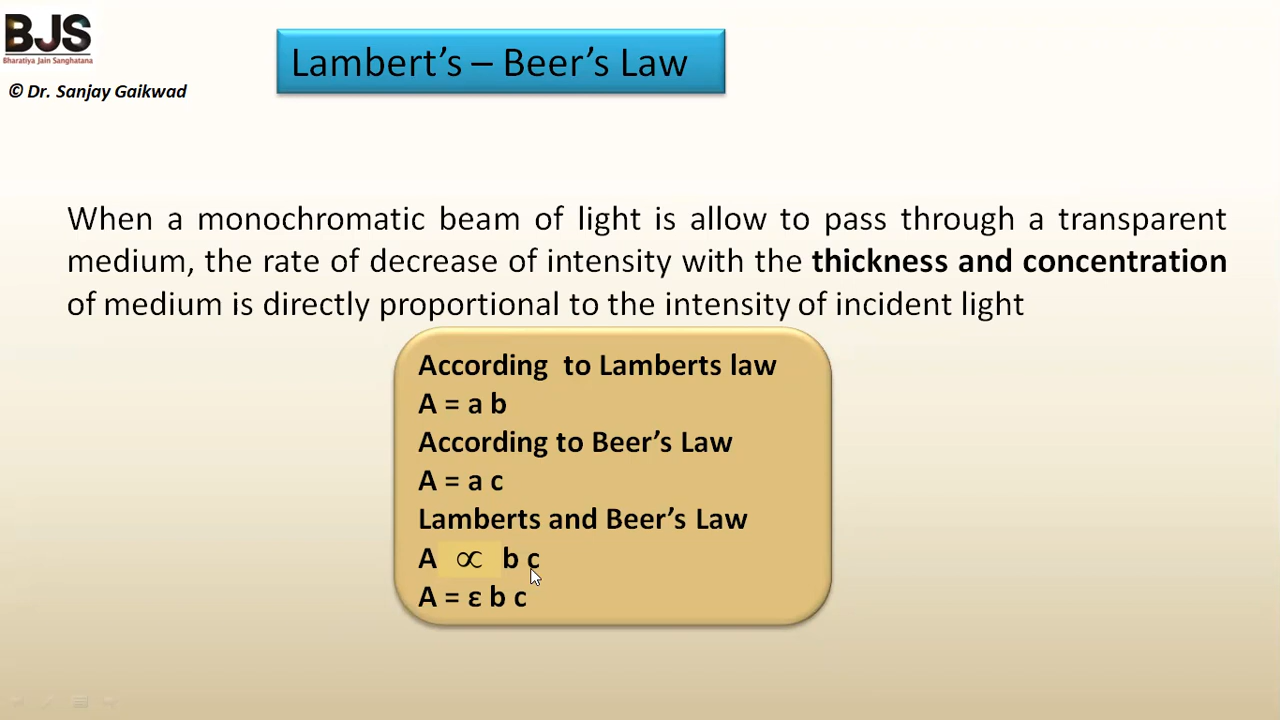 BJS
Bharatiya Jain Sanghatana
© Dr. Sanjay Gaikwad
Lambert’s – Beer’s Law
When a monochromatic beam of light is allow to pass through a transparent
medium, the rate of decrease of intensity with the thickness and concentration
of medium is directly proportional to the intensity of incident light
According to Lamberts law
A = a b
According to Beer’s Law
A = a c
Lamberts and Beer’s Law
A ∝ b c
A = ε b c